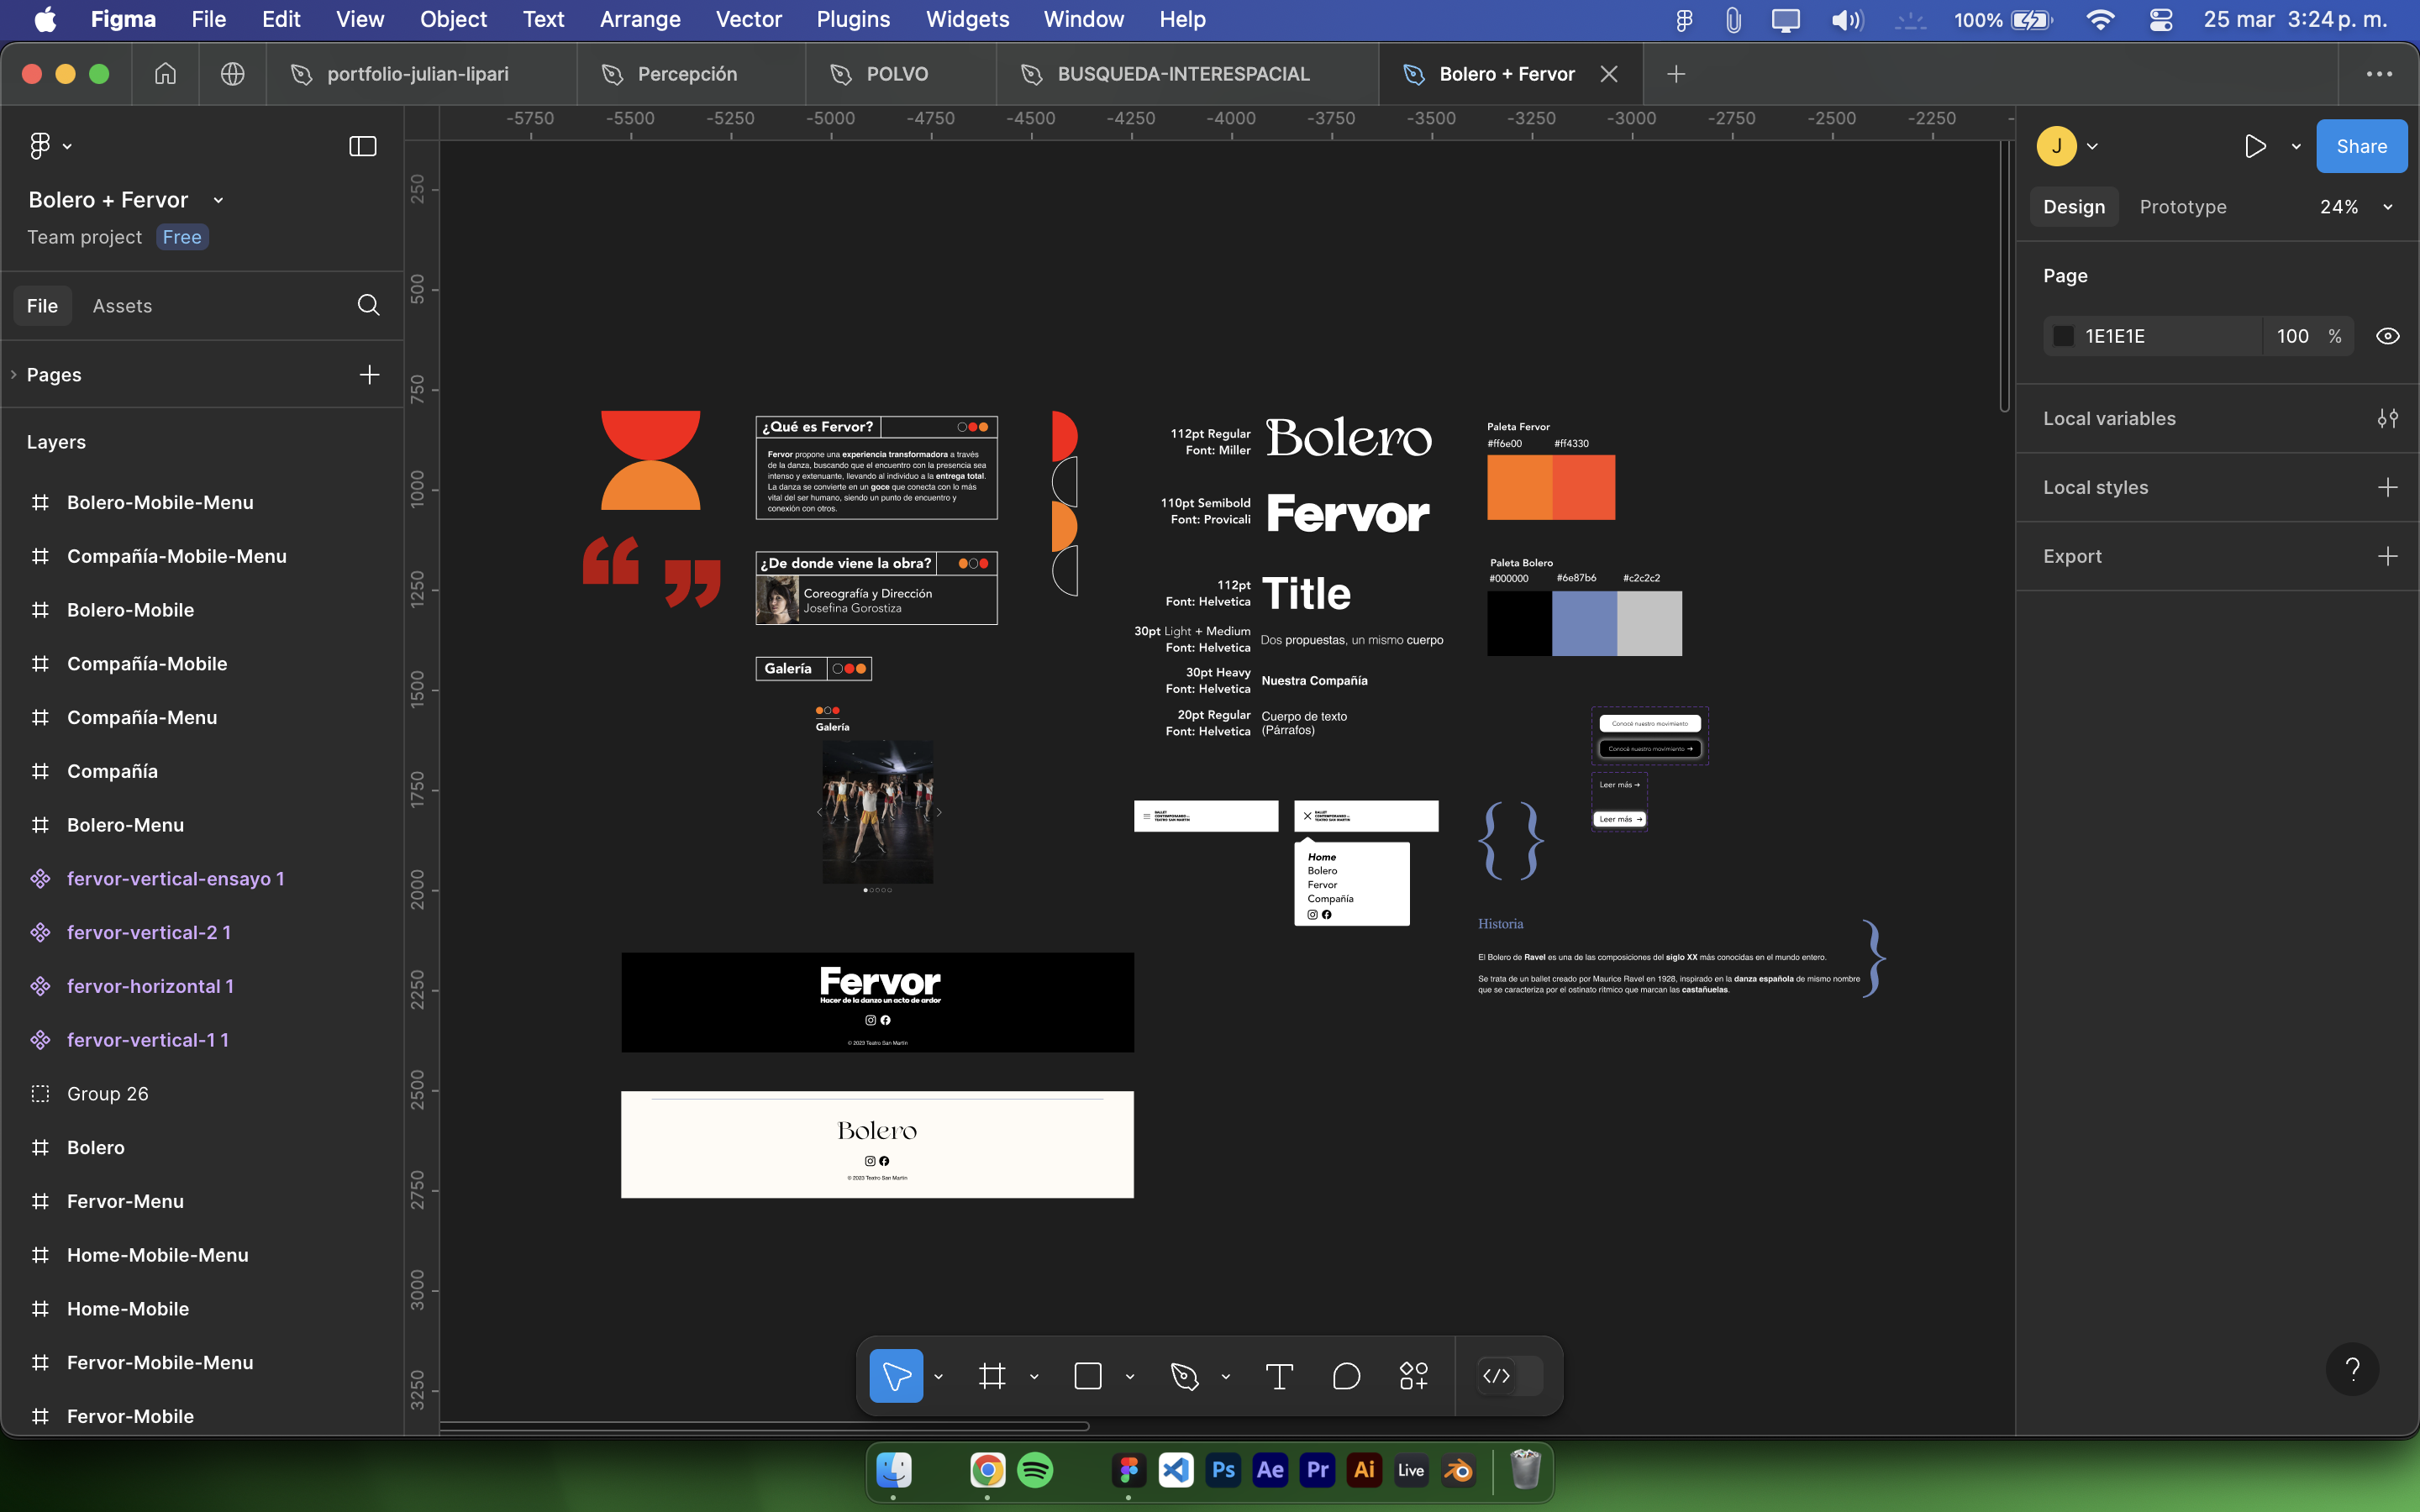 Figma File Edit View Object Text Arrange Vector Plugins Widgets Window Help 100% 25 mar 3:24 p. m.
portfolio-julian-lipari Percepción POLVO BUSQUEDA-INTERESPACIAL Bolero + Fervor
-5750 -5500 -5250 -5000 -4750 -4500 -4250 -4000 -3750 -3500 -3250 -3000 -2750 -2500 -2250
250
500
750
1000
1250
1500
1750
2000
2250
2500
2750
3000
3250
Bolero + Fervor
Team project Free
File Assets
Pages
Layers
Bolero-Mobile-Menu
Compañía-Mobile-Menu
Bolero-Mobile
Compañía-Mobile
Compañía-Menu
Compañía
Bolero-Menu
fervor-vertical-ensayo 1
fervor-vertical-2 1
fervor-horizontal 1
fervor-vertical-1 1
Group 26
Bolero
Fervor-Menu
Home-Mobile-Menu
Home-Mobile
Fervor-Mobile-Menu
Fervor-Mobile
“ ”
¿Qué es Fervor?
Fervor propone una experiencia transformadora a través
de la danza, buscando que el encuentro con la presencia sea
intenso y extenuante, llevando al individuo a la entrega total.
La danza se convierte en un goce que conecta con lo más
vital del ser humano, siendo un punto de encuentro y
conexión con otros.
¿De donde viene la obra?
Coreografía y Dirección
Josefina Gorostiza
Galería
Galería
Fervor
Hacer de la danza un acto de ardor
© 2023 Teatro San Martín
Bolero
© 2023 Teatro San Martín
112pt Regular
Font: Miller
Bolero
110pt Semibold
Font: Provicali
Fervor
112pt
Font: Helvetica
Title
30pt Light + Medium
Font: Helvetica
Dos propuestas, un mismo cuerpo
30pt Heavy
Font: Helvetica
Nuestra Compañía
20pt Regular
Font: Helvetica
Cuerpo de texto
(Párrafos)
BALLET
CONTEMPORÁNEO
TEATRO SAN MARTÍN
BALLET
CONTEMPORÁNEO
TEATRO SAN MARTÍN
Home
Bolero
Fervor
Compañía
Paleta Fervor
#ff6e00 #ff4330
Paleta Bolero
#000000 #6e87b6 #c2c2c2
Conocé nuestro movimiento
Conocé nuestro movimiento →
Leer más →
Leer más →
{ }
Historia
El Bolero de Ravel es una de las composiciones del siglo XX más conocidas en el mundo entero.
Se trata de un ballet creado por Maurice Ravel en 1928, inspirado en la danza española de mismo nombre
que se caracteriza por el ostinato rítmico que marcan las castañuelas.
}
J Share
Design Prototype 24%
Page
1E1E1E 100 %
Local variables
Local styles
Export
?
Ps Ae Pr Ai Live